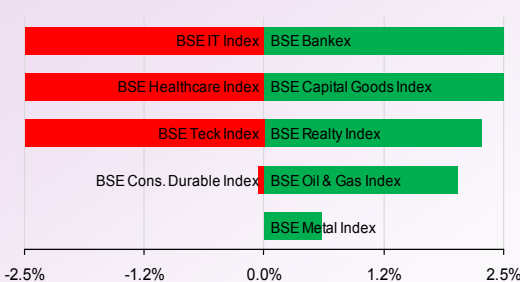 BSE IT Index BSE Bankex
BSE Healthcare Index BSE Capital Goods Index
BSE Teck Index BSE Realty Index
BSE Cons. Durable Index BSE Oil & Gas Index
BSE Metal Index
-2.5% -1.2% 0.0% 1.2% 2.5%